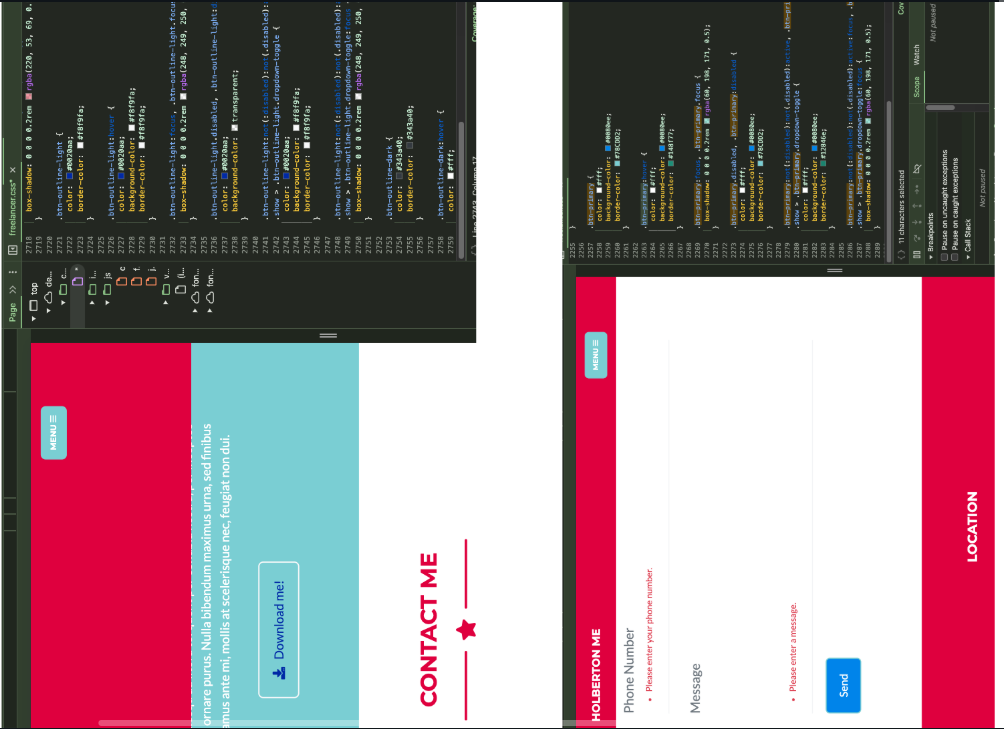 Page
freelancer.css*
top
de...
c...
i...
js
c
f.
j.
v...
(i...
fon...
fon...
2718 box-shadow: 0 0 0 0.2rem rgba(220, 53, 69, 0.
2719 }
2720
2721 .btn-outline-light {
2722 color: #0020aa;
2723 background-color: #f8f9fa;
border-color: #f8f9fa;
2724 }
2725
2726 .btn-outline-light:hover {
2727 color: #0020aa;
2728 background-color: #f8f9fa;
2729 border-color: #f8f9fa;
2730 }
2731
2732 .btn-outline-light:focus, .btn-outline-light.focus
2733 box-shadow: 0 0 0 0.2rem rgba(248, 249, 250,
}
2735
2736 .btn-outline-light.disabled, .btn-outline-light:d
2737 color: #0020aa;
2738 background-color: transparent;
}
2740
2741 .btn-outline-light:not(:disabled):not(.disabled)
2742 .show > .btn-outline-light.dropdown-toggle {
2743 color: #0020aa;
2744 background-color: #f8f9fa;
2745 border-color: #f8f9fa;
2746 }
2747
2748 .btn-outline-light:not(:disabled):not(.disabled)
2749 .show > .btn-outline-light.dropdown-toggle:focus
2750 box-shadow: 0 0 0 0.2rem rgba(248, 249, 250,
2751 }
2752
2753 .btn-outline-dark {
2754 color: #343a40;
2755 border-color: #343a40;
2756 }
2757
2758 .btn-outline-dark:hover {
2759 color: #fff;
{ } Line 2743, Column 17
Coverage
MENU
ornare purus. Nulla bibendum maximus urna, sed finibus
amus ante mi, mollis at scelerisque nec, feugiat non dui.
Download me!
CONTACT ME
2255 }
2256
2257 .btn-primary {
2258 color: #fff;
2259 background-color: #0080ee;
2260 border-color: #78CDD2;
2261 }
2262
2263 .btn-primary:hover {
2264 color: #fff;
2265 background-color: #0080ee;
2266 border-color: #148f77;
2267 }
2269 .btn-primary:focus, .btn-primary.focus {
2270 box-shadow: 0 0 0 0.2rem rgba(60, 198, 171, 0.5);
2271 }
2272
2273 .btn-primary.disabled, .btn-primary:disabled {
2274 color: #fff;
2275 background-color: #0080ee;
2276 border-color: #78CDD2;
2277 }
2279 .btn-primary:not(:disabled):not(.disabled):active, .btn-pri
2280 .show > .btn-primary.dropdown-toggle {
2281 color: #fff;
2282 background-color: #0080ee;
2283 border-color: #12846e;
2284 }
2286 .btn-primary:not(:disabled):not(.disabled):active:focus, .b
2287 .show > .btn-primary.dropdown-toggle:focus {
2288 box-shadow: 0 0 0 0.2rem rgba(60, 198, 171, 0.5);
2289 }
{ } 11 characters selected
Cov
Scope
Watch
Not paused
Breakpoints
Pause on uncaught exceptions
Pause on caught exceptions
Call Stack
Not paused
HOLBERTON ME
MENU
Phone Number
• Please enter your phone number.
Message
• Please enter a message.
Send
LOCATION